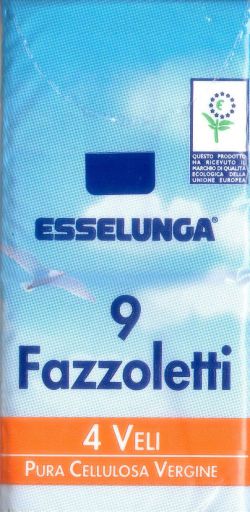 QUESTO PRODOTTO
HA RICEVUTO IL
MARCHIO DI QUALITÀ
ECOLOGICA DELLA
UNIONE EUROPEA
ESSELUNGA®
9
Fazzoletti
4 VELI
PURA CELLULOSA VERGINE